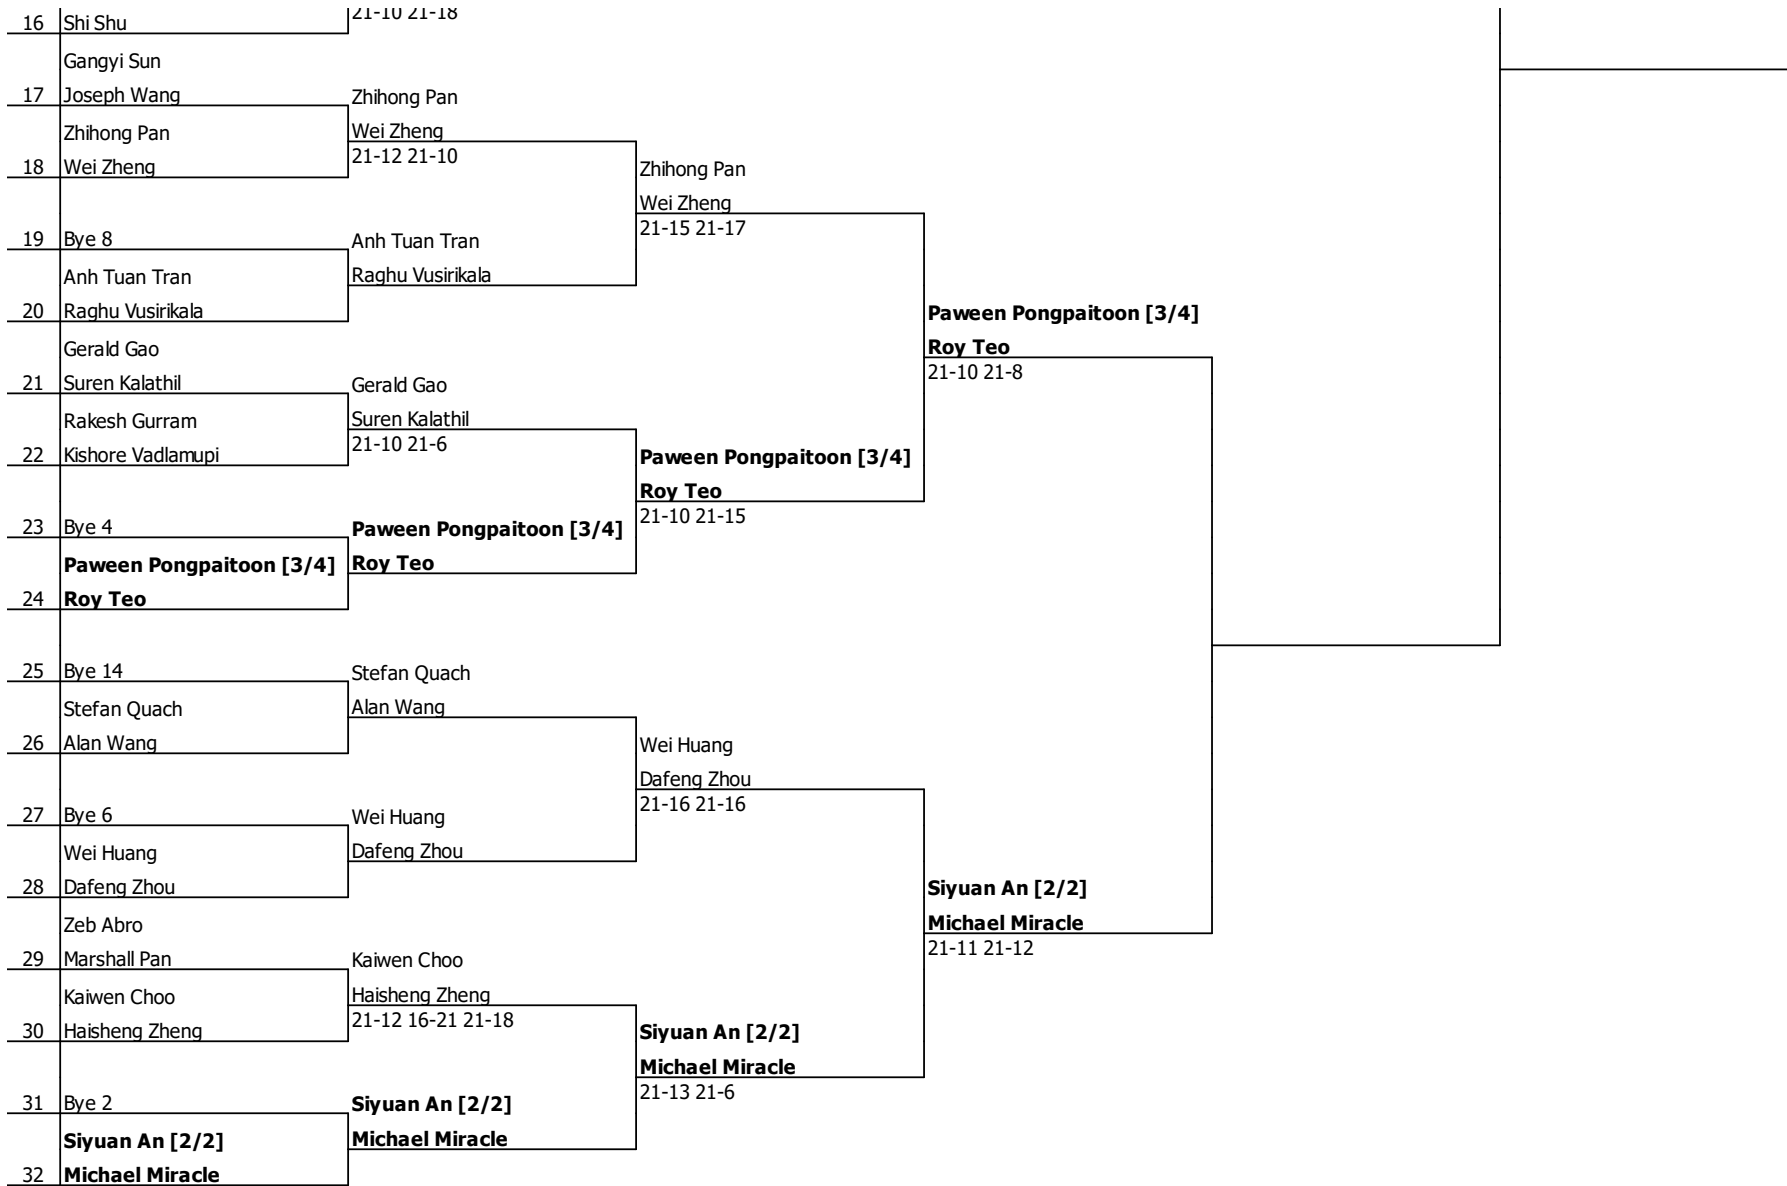 21-10 21-18
16 Shi Shu
Gangyi Sun
17 Joseph Wang
Zhihong Pan
Zhihong Pan
Wei Zheng
18 Wei Zheng
21-12 21-10
Zhihong Pan
Wei Zheng
21-15 21-17
19 Bye 8
Anh Tuan Tran
Anh Tuan Tran
Raghu Vusirikala
20 Raghu Vusirikala
Paween Pongpaitoon [3/4]
Roy Teo
21-10 21-8
Gerald Gao
21 Suren Kalathil
Gerald Gao
Rakesh Gurram
Suren Kalathil
22 Kishore Vadlamupi
21-10 21-6
Paween Pongpaitoon [3/4]
Roy Teo
21-10 21-15
23 Bye 4
Paween Pongpaitoon [3/4]
Paween Pongpaitoon [3/4]
Roy Teo
24 Roy Teo
25 Bye 14
Stefan Quach
Stefan Quach
Alan Wang
26 Alan Wang
Wei Huang
Dafeng Zhou
21-16 21-16
27 Bye 6
Wei Huang
Wei Huang
Dafeng Zhou
28 Dafeng Zhou
Siyuan An [2/2]
Michael Miracle
21-11 21-12
Zeb Abro
29 Marshall Pan
Kaiwen Choo
Kaiwen Choo
Haisheng Zheng
30 Haisheng Zheng
21-12 16-21 21-18
Siyuan An [2/2]
Michael Miracle
21-13 21-6
31 Bye 2
Siyuan An [2/2]
Siyuan An [2/2]
Michael Miracle
32 Michael Miracle